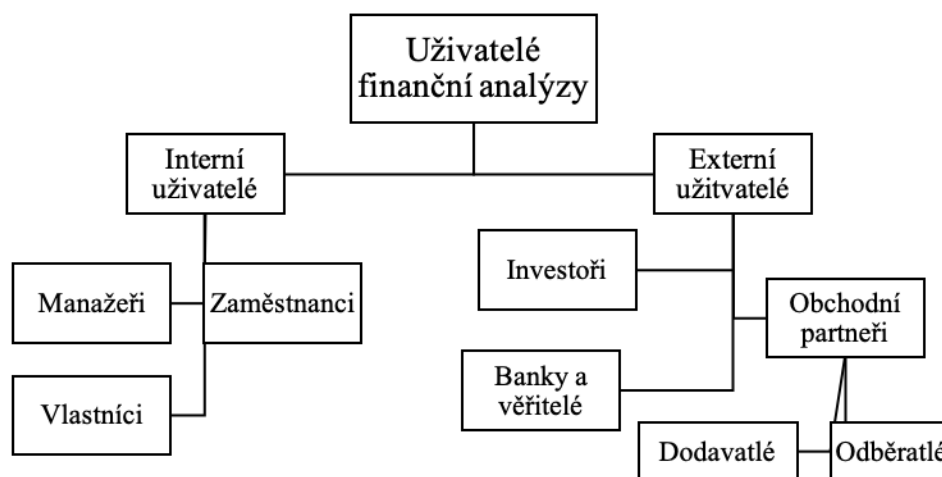 Uživatelé
finanční analýzy
Interní
uživatelé
Externí
užitvatelé
Manažeři
Zaměstnanci
Vlastníci
Investoři
Obchodní
partneři
Banky a
věřitelé
Dodavatlé
Odběratlé